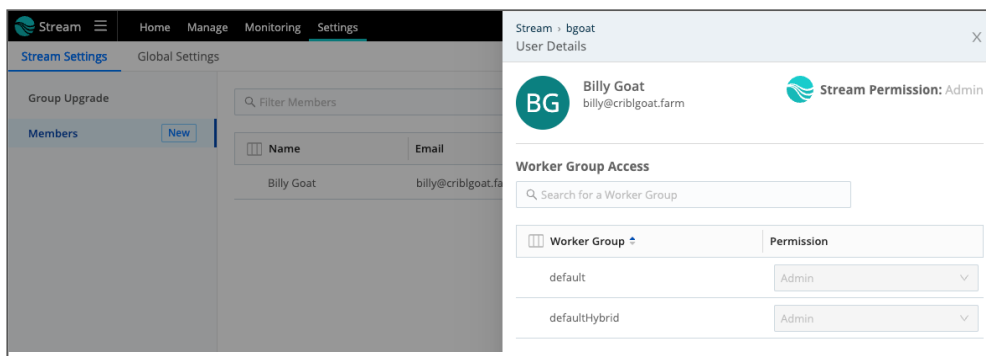 Stream Home Manage Monitoring Settings
Stream Settings Global Settings
Group Upgrade
Members New
Filter Members
Name Email
Billy Goat billy@criblgoat.fa
Stream › bgoat
User Details
BG
Billy Goat
billy@criblgoat.farm
Stream Permission: Admin
Worker Group Access
Search for a Worker Group
Worker Group Permission
default Admin
defaultHybrid Admin